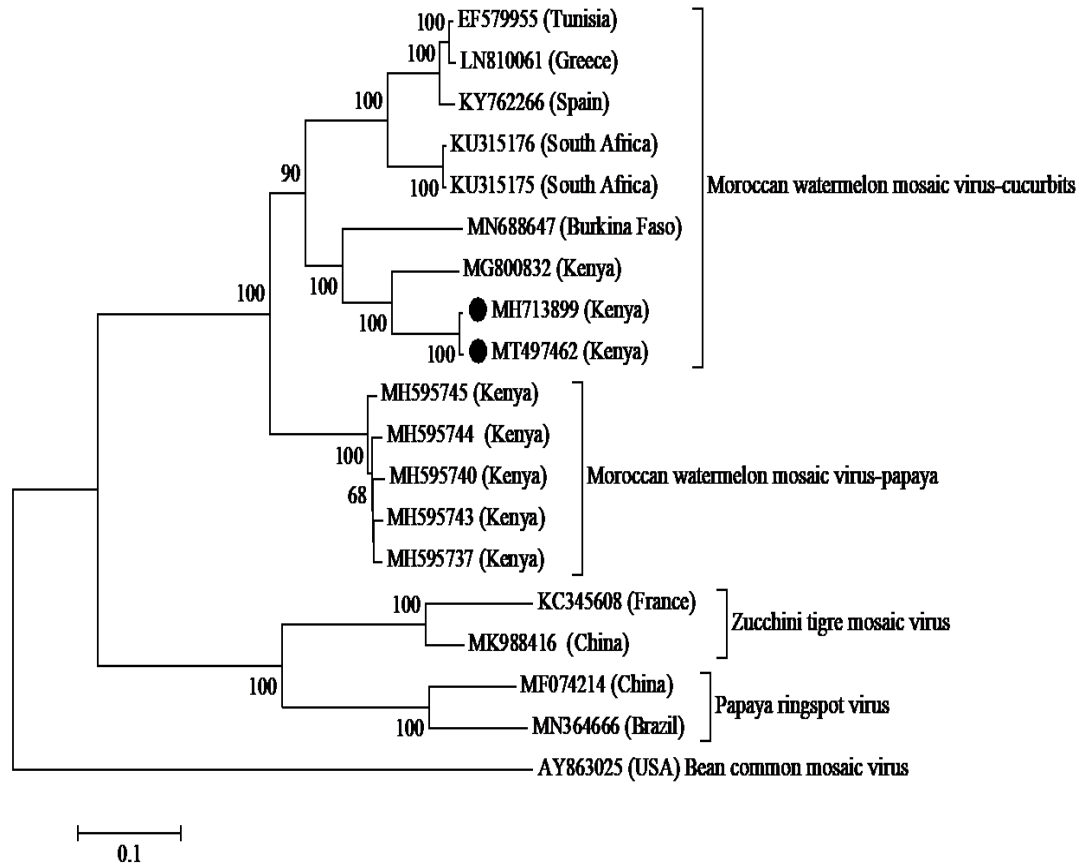 100 EF579955 (Tunisia)
100 LN810061 (Greece)
100 KY762266 (Spain)
KU315176 (South Africa)
90 100 KU315175 (South Africa)
Moroccan watermelon mosaic virus-cucurbits
MN688647 (Burkina Faso)
100 100 MG800832 (Kenya)
100 MH713899 (Kenya)
100 MT497462 (Kenya)
MH595745 (Kenya)
MH595744 (Kenya)
100
MH595740 (Kenya)
Moroccan watermelon mosaic virus-papaya
68
MH595743 (Kenya)
MH595737 (Kenya)
100 KC345608 (France)
Zucchini tigre mosaic virus
MK988416 (China)
100 MF074214 (China)
Papaya ringspot virus
100 MN364666 (Brazil)
AY863025 (USA) Bean common mosaic virus
0.1